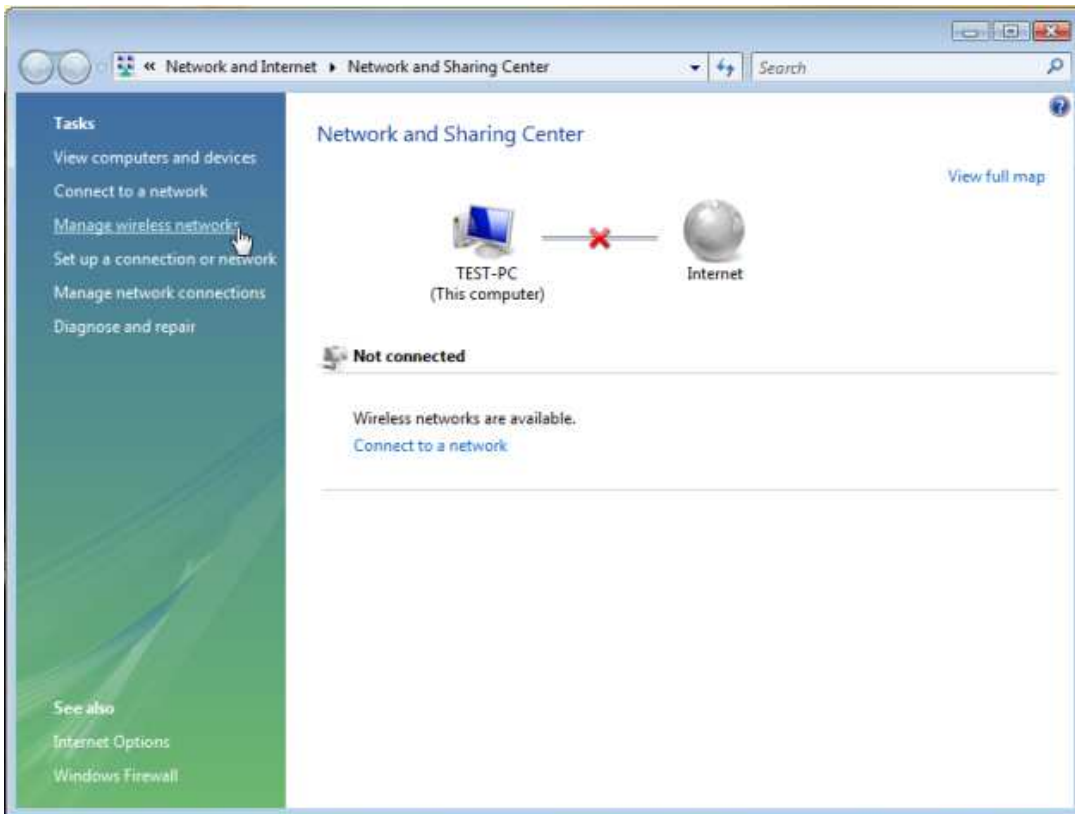 « Network and Internet ▸ Network and Sharing Center
Search
Tasks
View computers and devices
Connect to a network
Manage wireless networks
Set up a connection or network
Manage network connections
Diagnose and repair
See also
Internet Options
Windows Firewall
Network and Sharing Center
View full map
TEST-PC
(This computer)
Internet
Not connected
Wireless networks are available.
Connect to a network